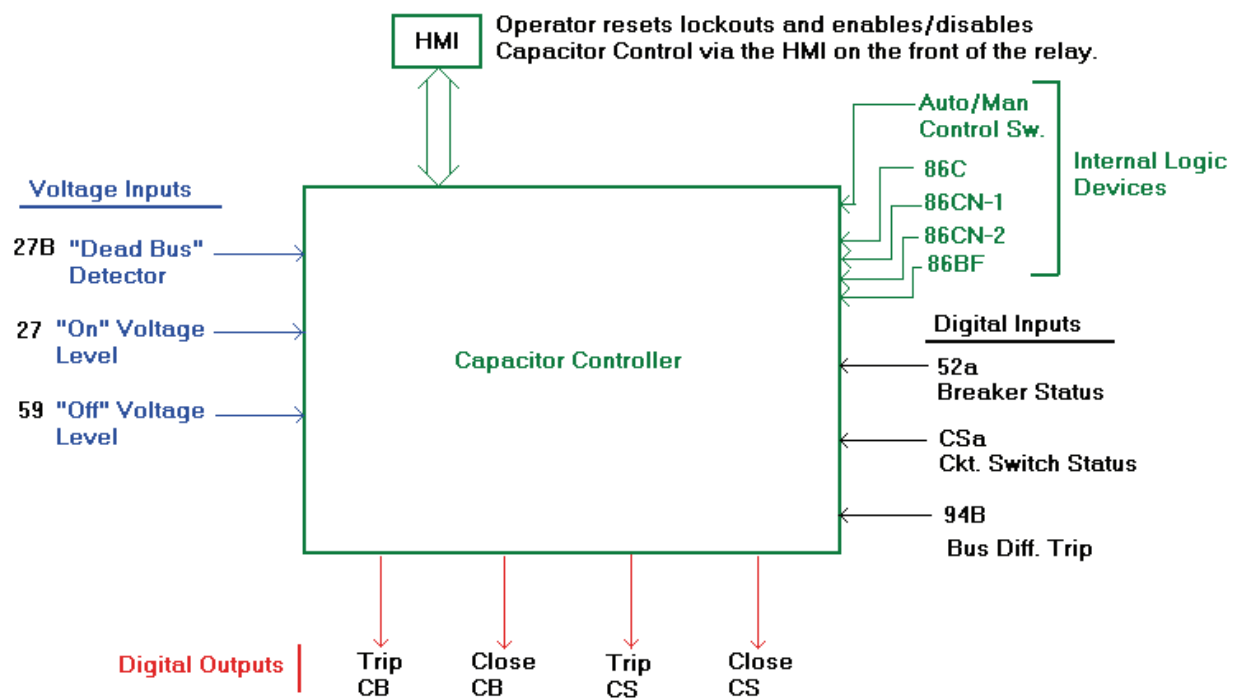 HMI
Operator resets lockouts and enables/disables
Capacitor Control via the HMI on the front of the relay.
Voltage Inputs
27B "Dead Bus"
Detector
27 "On" Voltage
Level
59 "Off" Voltage
Level
Capacitor Controller
Auto/Man
Control Sw.
86C
86CN-1
86CN-2
86BF
Internal Logic
Devices
Digital Inputs
52a
Breaker Status
CSa
Ckt. Switch Status
94B
Bus Diff. Trip
Digital Outputs
Trip
CB
Close
CB
Trip
CS
Close
CS